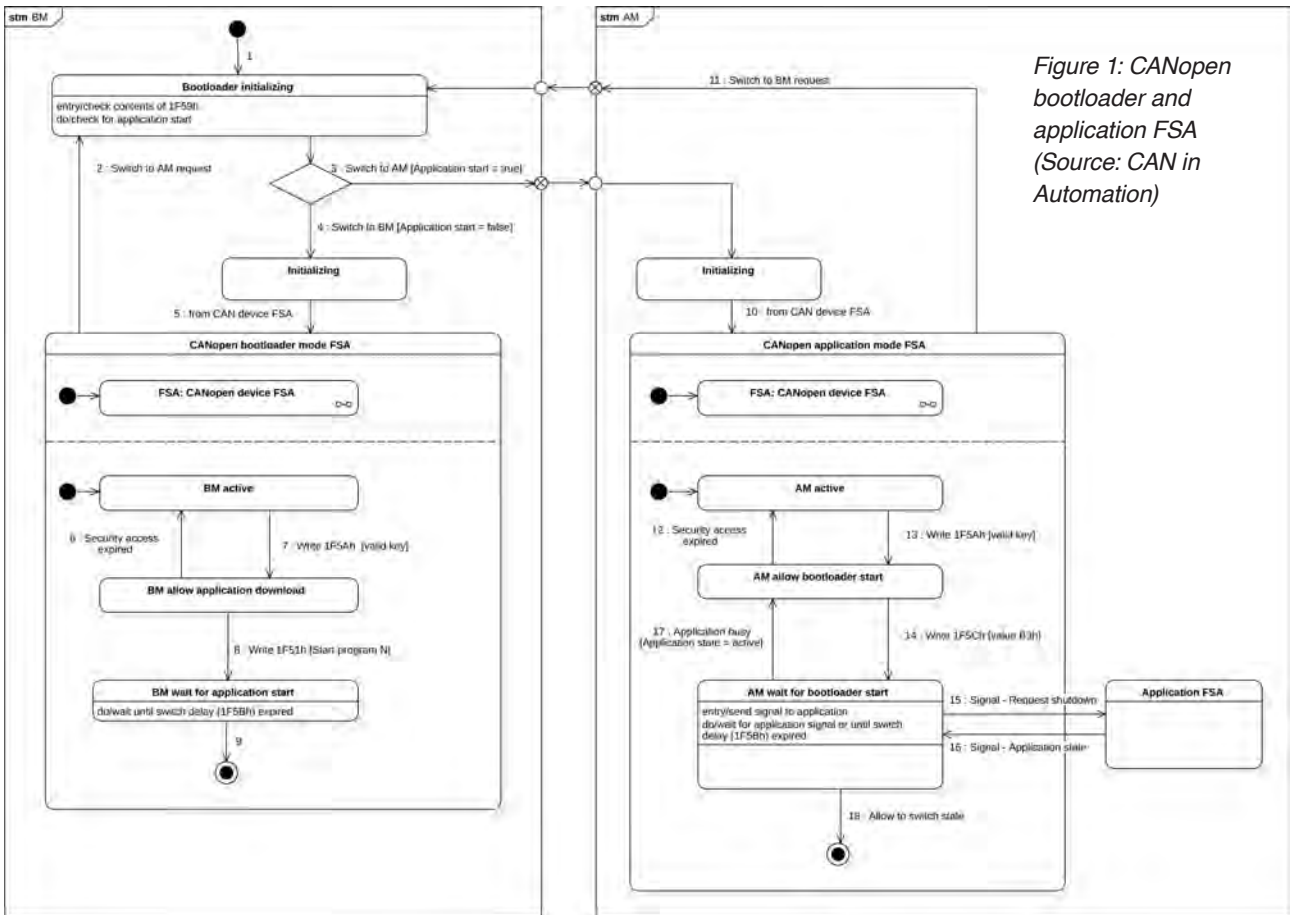 stm BM
1
Bootloader initializing
entry/check contents of 1F59h
do/check for application start
2 : Switch to AM request
3 : Switch to AM [Application start = true]
4 : Switch to BM [Application start = false]
Initializing
5 : from CAN device FSA
CANopen bootloader mode FSA
FSA: CANopen device FSA
BM active
6 : Security access
expired
7 : Write 1F5Ah [valid key]
BM allow application download
8 : Write 1F51h [Start program N]
BM wait for application start
do/wait until switch delay (1F5Bh) expired
9
stm AM
11 : Switch to BM request
Initializing
10 : from CAN device FSA
CANopen application mode FSA
FSA: CANopen device FSA
AM active
12 : Security access
expired
13 : Write 1F5Ah [valid key]
AM allow bootloader start
17 : Application busy
[Application state = active]
14 : Write 1F5Ch [value B3h]
AM wait for bootloader start
entry/send signal to application
do/wait for application signal or until switch
delay (1F5Bh) expired
15 : Signal - Request shutdown
16 : Signal - Application state
Application FSA
18 : Allow to switch state
Figure 1: CANopen
bootloader and
application FSA
(Source: CAN in
Automation)